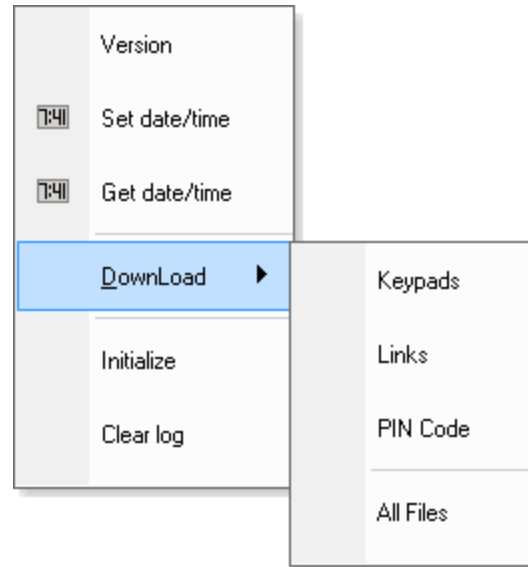 Version
7:41 Set date/time
7:41 Get date/time
DownLoad
Initialize
Clear log
Keypads
Links
PIN Code
All Files